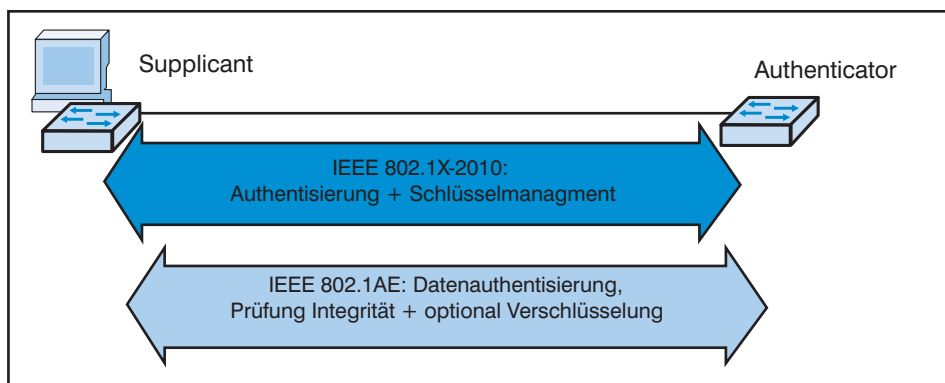 Supplicant
Authenticator
IEEE 802.1X-2010:
Authentisierung + Schlüsselmanagment
IEEE 802.1AE: Datenauthentisierung,
Prüfung Integrität + optional Verschlüsselung